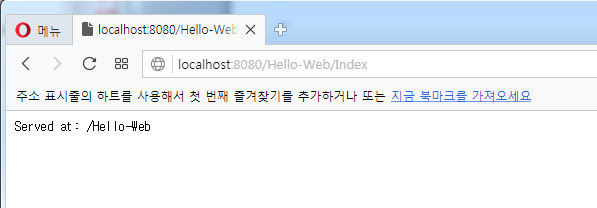 메뉴
localhost:8080/Hello-Web
localhost:8080/Hello-Web/Index
주소 표시줄의 하트를 사용해서 첫 번째 즐겨찾기를 추가하거나 또는 지금 북마크를 가져오세요
Served at: /Hello-Web